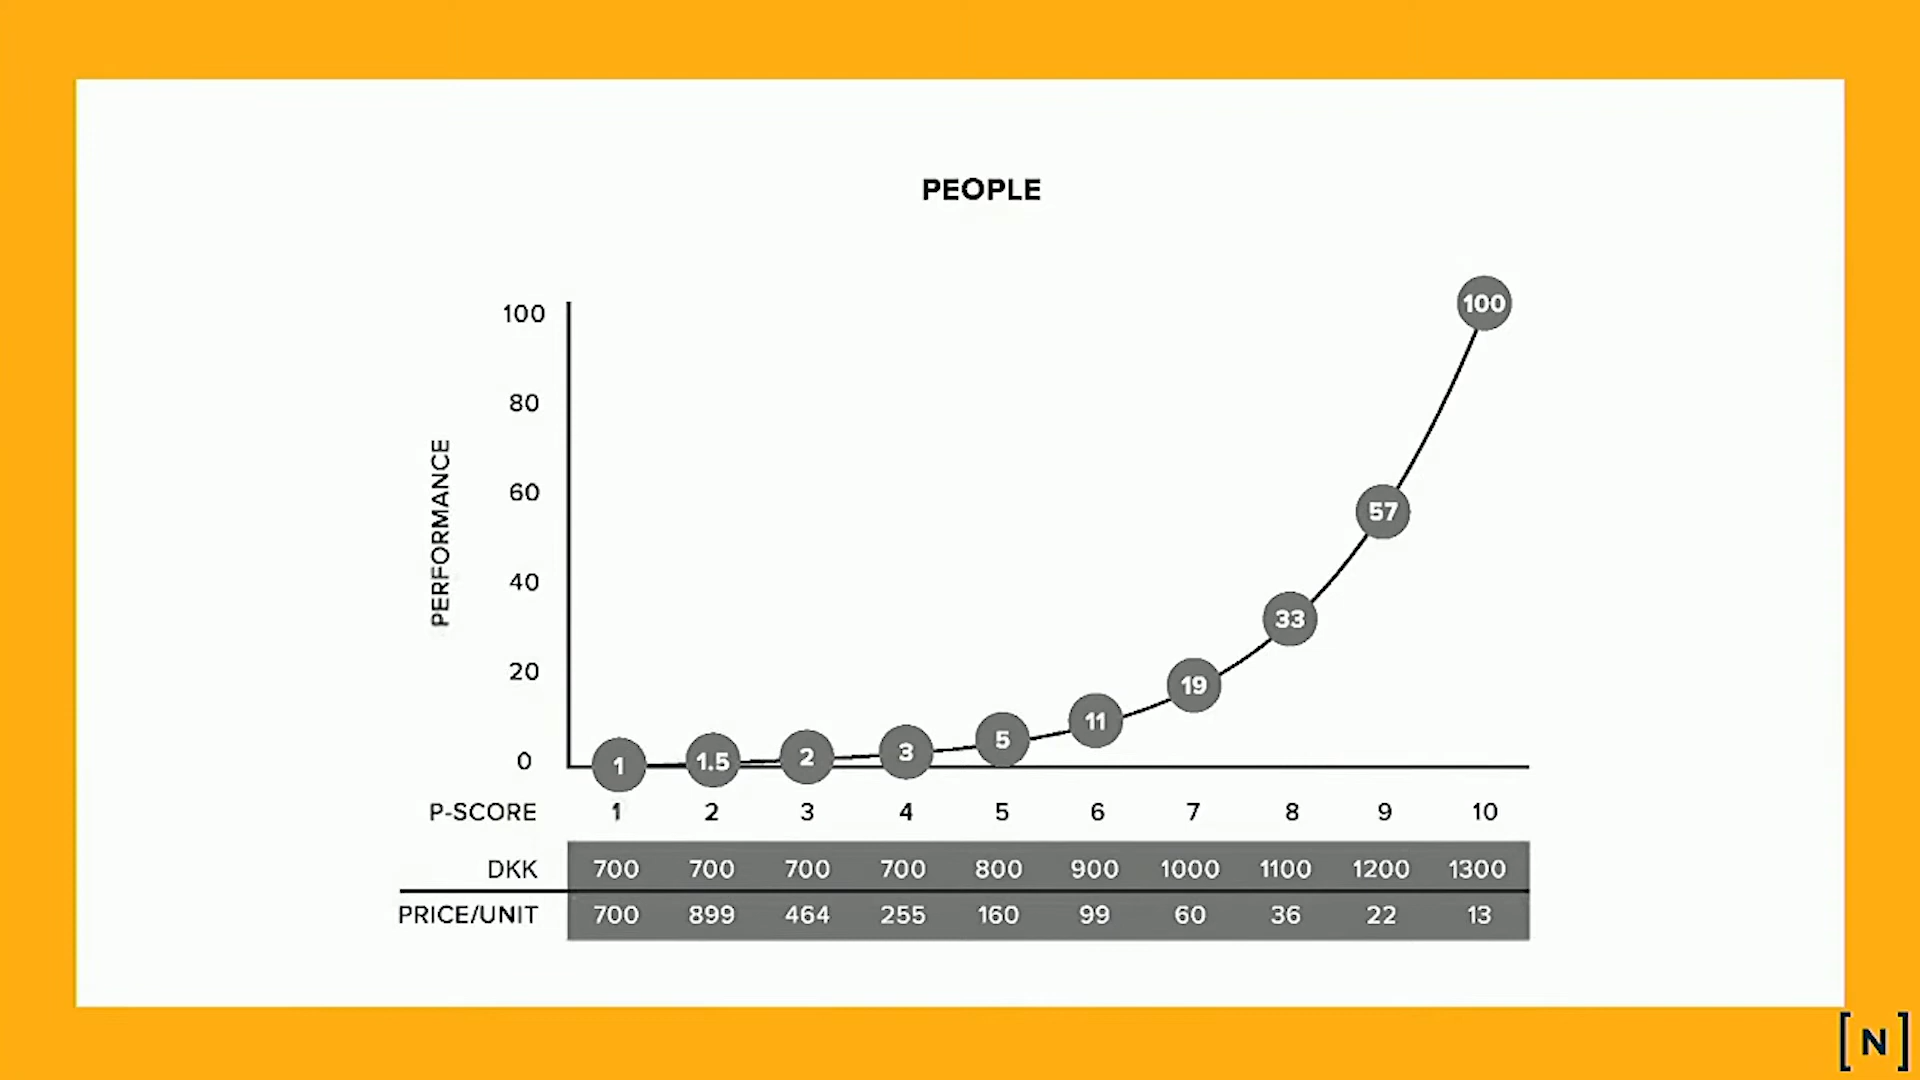 PEOPLE
100
80
60
40
20
0
PERFORMANCE
1 1.5 2 3 5 11 19 33 57 100
P-SCORE 1 2 3 4 5 6 7 8 9 10
DKK 700 700 700 700 800 900 1000 1100 1200 1300
PRICE/UNIT 700 899 464 255 160 99 60 36 22 13
[N]